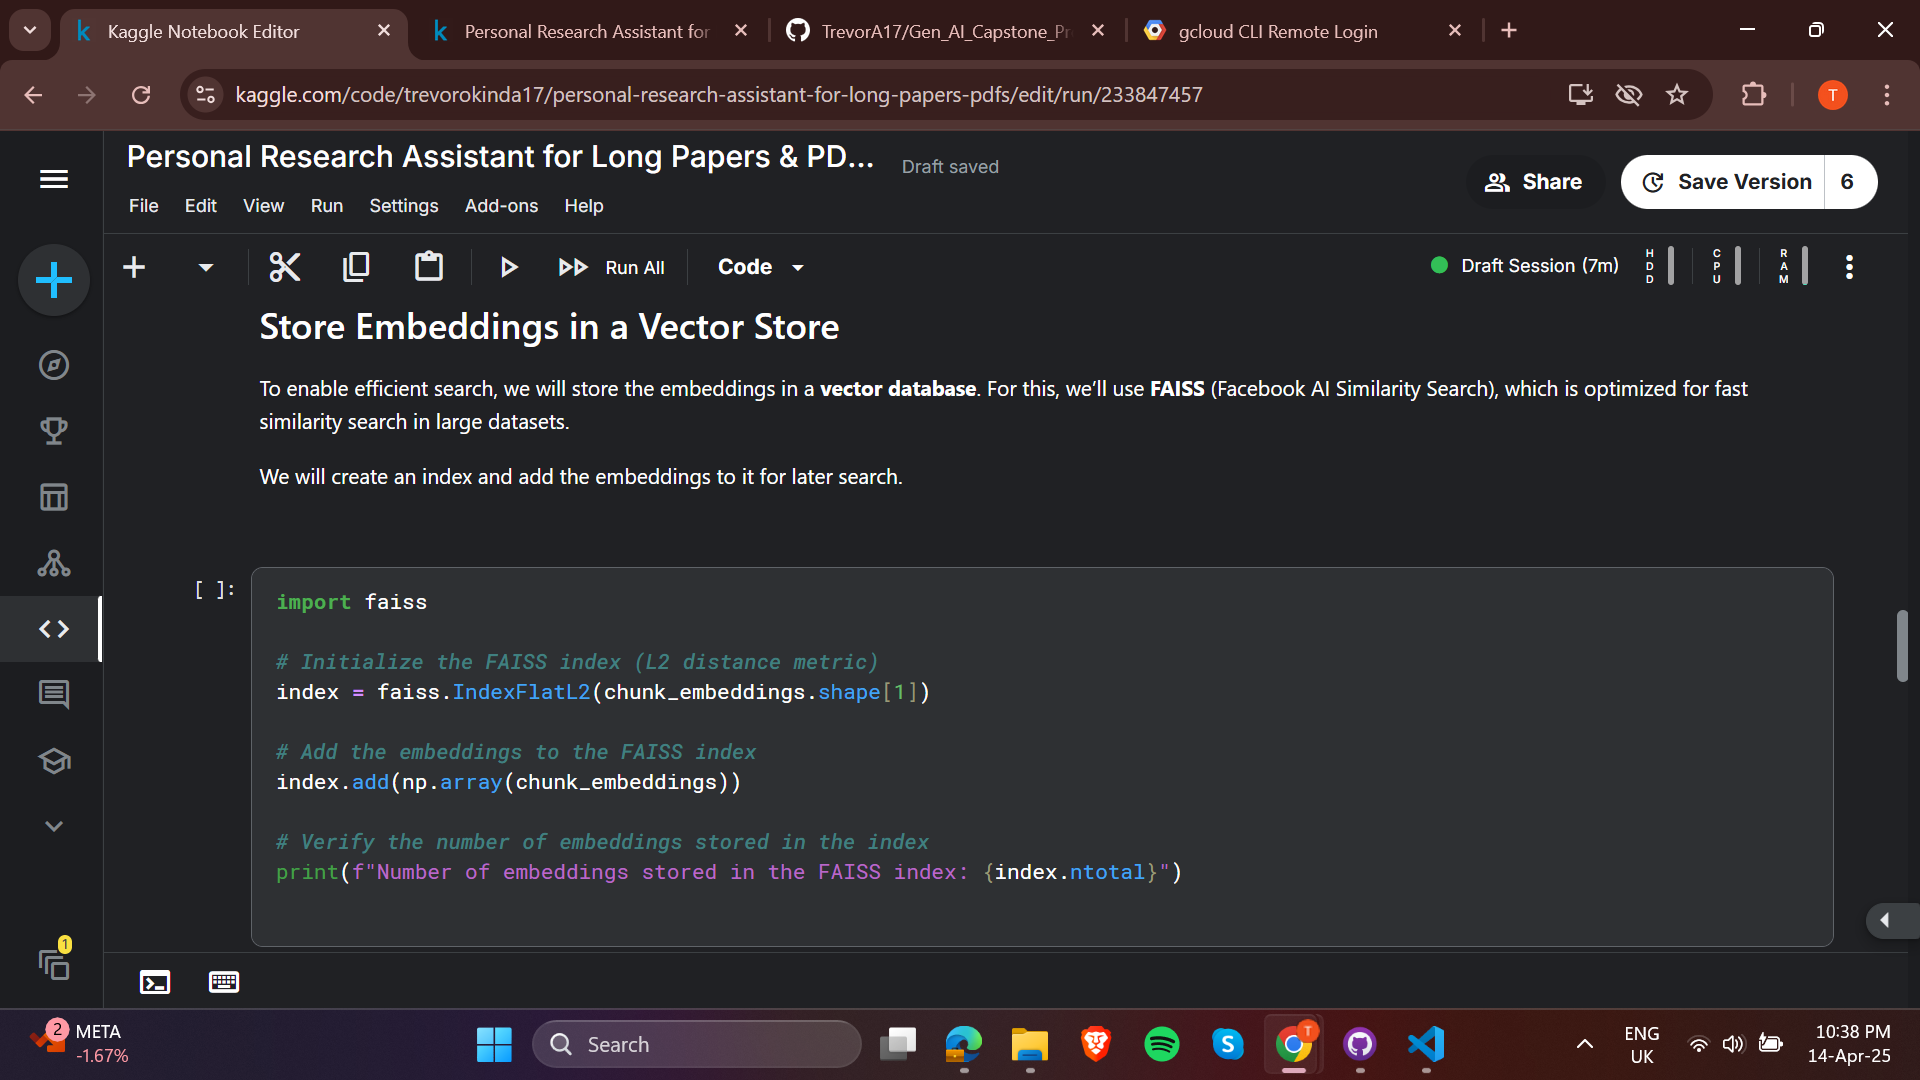 Kaggle Notebook Editor
Personal Research Assistant for
TrevorA17/Gen_AI_Capstone_Pr
gcloud CLI Remote Login
kaggle.com/code/trevorokinda17/personal-research-assistant-for-long-papers-pdfs/edit/run/233847457
T
Personal Research Assistant for Long Papers & PD...
Draft saved
Share
Save Version
6
File Edit View Run Settings Add-ons Help
Run All
Code
Draft Session (7m)
HDD
CPU
RAM
Store Embeddings in a Vector Store
To enable efficient search, we will store the embeddings in a vector database. For this, we’ll use FAISS (Facebook AI Similarity Search), which is optimized for fast
similarity search in large datasets.
We will create an index and add the embeddings to it for later search.
[ ]:
import faiss
# Initialize the FAISS index (L2 distance metric)
index = faiss.IndexFlatL2(chunk_embeddings.shape[1])
# Add the embeddings to the FAISS index
index.add(np.array(chunk_embeddings))
# Verify the number of embeddings stored in the index
print(f"Number of embeddings stored in the FAISS index: {index.ntotal}")
1
2
META
-1.67%
Search
T
ENG
UK
10:38 PM
14-Apr-25